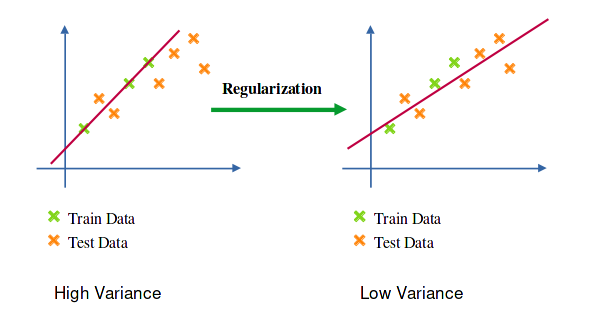 Regularization
Train Data
Test Data
High Variance
Train Data
Test Data
Low Variance